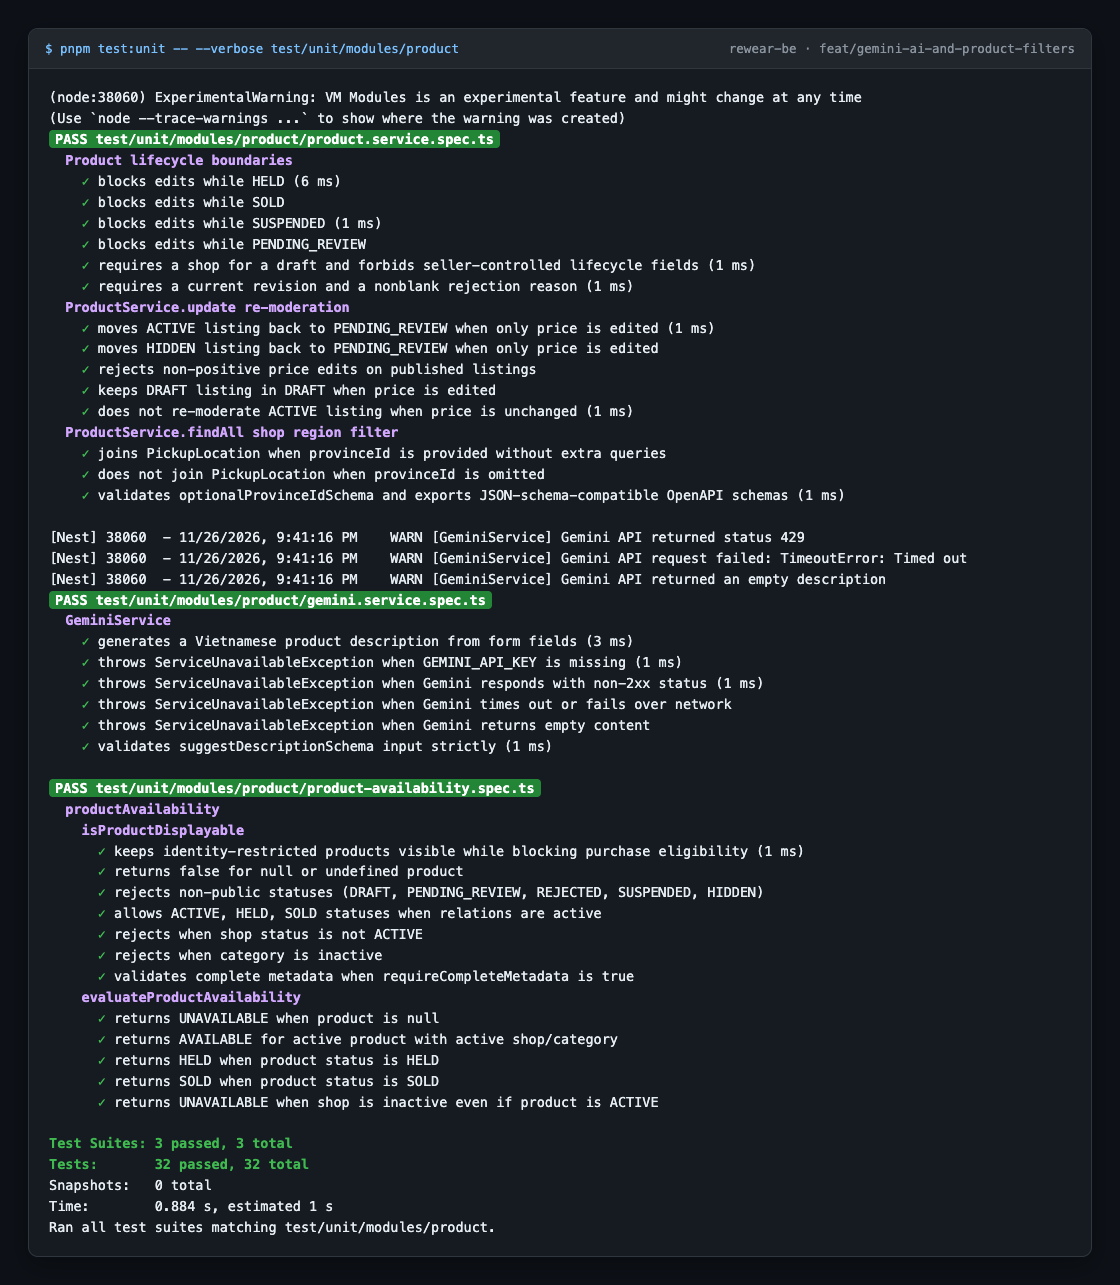 $ pnpm test:unit -- --verbose test/unit/modules/product
rewear-be · feat/gemini-ai-and-product-filters
(node:38060) ExperimentalWarning: VM Modules is an experimental feature and might change at any time
(Use `node --trace-warnings ...` to show where the warning was created)
PASS test/unit/modules/product/product.service.spec.ts
Product lifecycle boundaries
✓ blocks edits while HELD (6 ms)
✓ blocks edits while SOLD
✓ blocks edits while SUSPENDED (1 ms)
✓ blocks edits while PENDING_REVIEW
✓ requires a shop for a draft and forbids seller-controlled lifecycle fields (1 ms)
✓ requires a current revision and a nonblank rejection reason (1 ms)
ProductService.update re-moderation
✓ moves ACTIVE listing back to PENDING_REVIEW when only price is edited (1 ms)
✓ moves HIDDEN listing back to PENDING_REVIEW when only price is edited
✓ rejects non-positive price edits on published listings
✓ keeps DRAFT listing in DRAFT when price is edited
✓ does not re-moderate ACTIVE listing when price is unchanged (1 ms)
ProductService.findAll shop region filter
✓ joins PickupLocation when provinceId is provided without extra queries
✓ does not join PickupLocation when provinceId is omitted
✓ validates optionalProvinceIdSchema and exports JSON-schema-compatible OpenAPI schemas (1 ms)
[Nest] 38060  - 11/26/2026, 9:41:16 PM    WARN [GeminiService] Gemini API returned status 429
[Nest] 38060  - 11/26/2026, 9:41:16 PM    WARN [GeminiService] Gemini API request failed: TimeoutError: Timed out
[Nest] 38060  - 11/26/2026, 9:41:16 PM    WARN [GeminiService] Gemini API returned an empty description
PASS test/unit/modules/product/gemini.service.spec.ts
GeminiService
✓ generates a Vietnamese product description from form fields (3 ms)
✓ throws ServiceUnavailableException when GEMINI_API_KEY is missing (1 ms)
✓ throws ServiceUnavailableException when Gemini responds with non-2xx status (1 ms)
✓ throws ServiceUnavailableException when Gemini times out or fails over network
✓ throws ServiceUnavailableException when Gemini returns empty content
✓ validates suggestDescriptionSchema input strictly (1 ms)
PASS test/unit/modules/product/product-availability.spec.ts
productAvailability
isProductDisplayable
✓ keeps identity-restricted products visible while blocking purchase eligibility (1 ms)
✓ returns false for null or undefined product
✓ rejects non-public statuses (DRAFT, PENDING_REVIEW, REJECTED, SUSPENDED, HIDDEN)
✓ allows ACTIVE, HELD, SOLD statuses when relations are active
✓ rejects when shop status is not ACTIVE
✓ rejects when category is inactive
✓ validates complete metadata when requireCompleteMetadata is true
evaluateProductAvailability
✓ returns UNAVAILABLE when product is null
✓ returns AVAILABLE for active product with active shop/category
✓ returns HELD when product status is HELD
✓ returns SOLD when product status is SOLD
✓ returns UNAVAILABLE when shop is inactive even if product is ACTIVE
Test Suites: 3 passed, 3 total
Tests:       32 passed, 32 total
Snapshots:   0 total
Time:        0.884 s, estimated 1 s
Ran all test suites matching test/unit/modules/product.